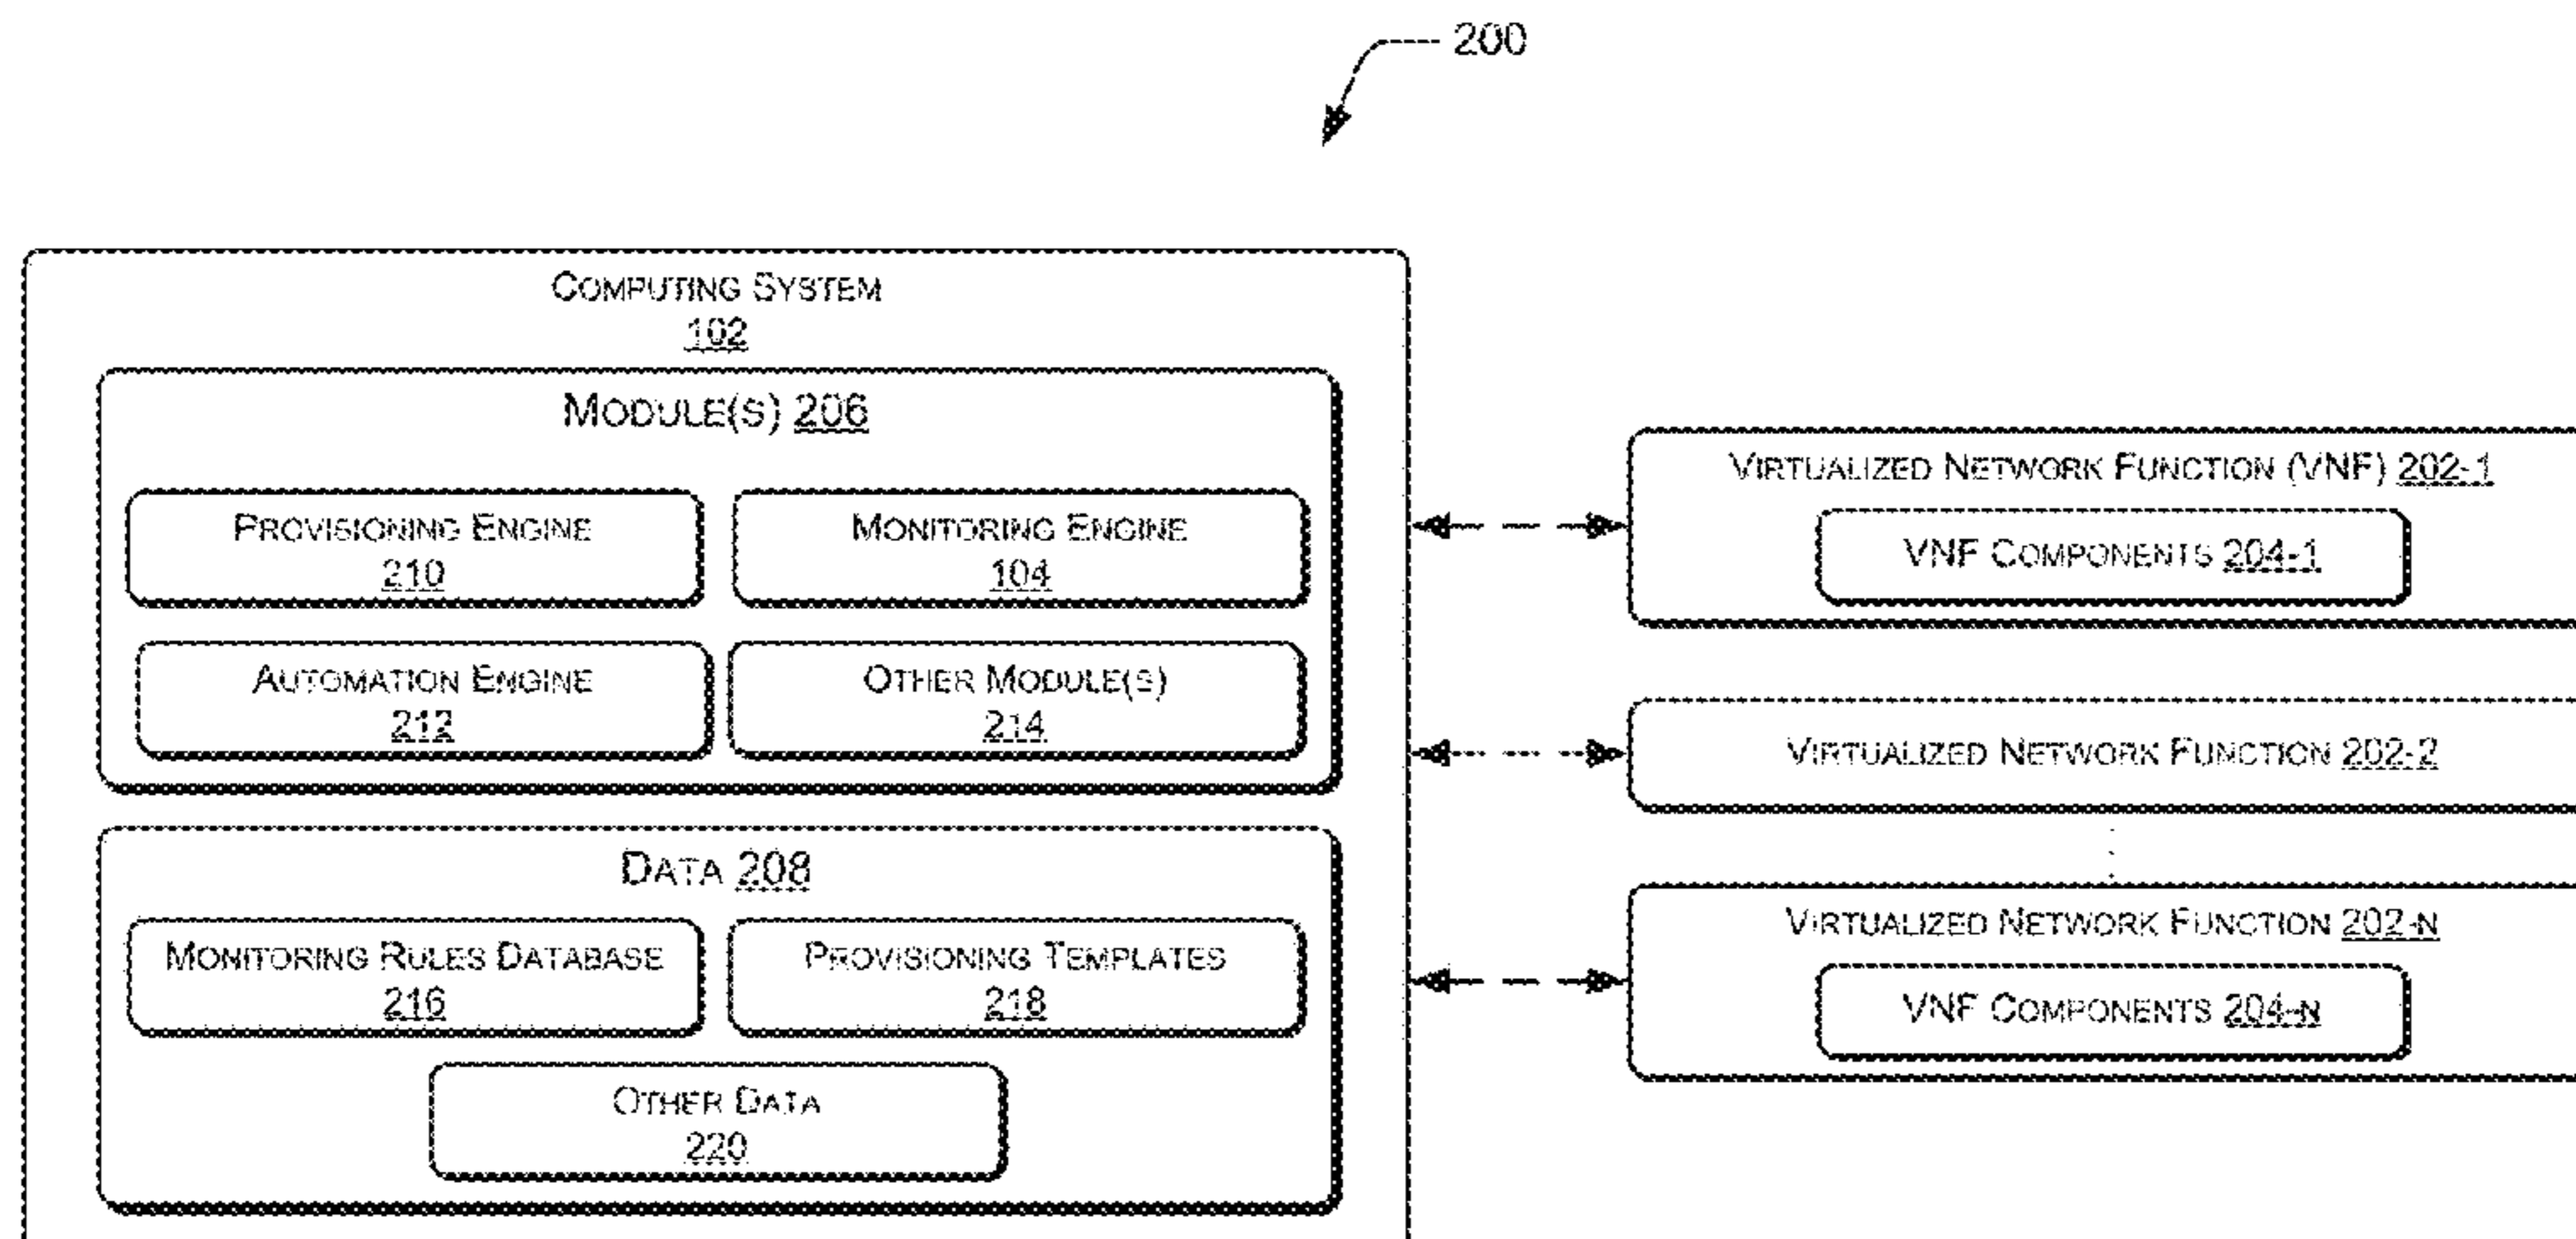 200
COMPUTING SYSTEM
102
MODULE(S) 206
PROVISIONING ENGINE
210
MONITORING ENGINE
104
AUTOMATION ENGINE
212
OTHER MODULE(S)
214
DATA 208
MONITORING RULES DATABASE
216
PROVISIONING TEMPLATES
218
OTHER DATA
220
VIRTUALIZED NETWORK FUNCTION (VNF) 202-1
VNF COMPONENTS 204-1
VIRTUALIZED NETWORK FUNCTION 202-2
VIRTUALIZED NETWORK FUNCTION 202-N
VNF COMPONENTS 204-N